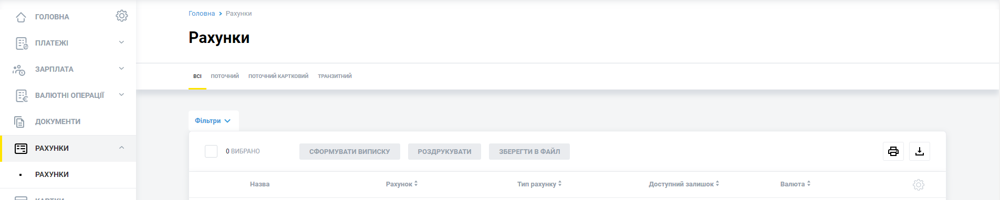 ГОЛОВНА
ПЛАТЕЖІ
ЗАРПЛАТА
ВАЛЮТНІ ОПЕРАЦІЇ
ДОКУМЕНТИ
РАХУНКИ
РАХУНКИ
КАРТКИ
Головна > Рахунки
Рахунки
ВСІ ПОТОЧНИЙ ПОТОЧНИЙ КАРТКОВИЙ ТРАНЗИТНИЙ
Фільтри
0 ВИБРАНО СФОРМУВАТИ ВИПИСКУ РОЗДРУКУВАТИ ЗБЕРЕГТИ В ФАЙЛ
Назва Рахунок Тип рахунку Доступний залишок Валюта